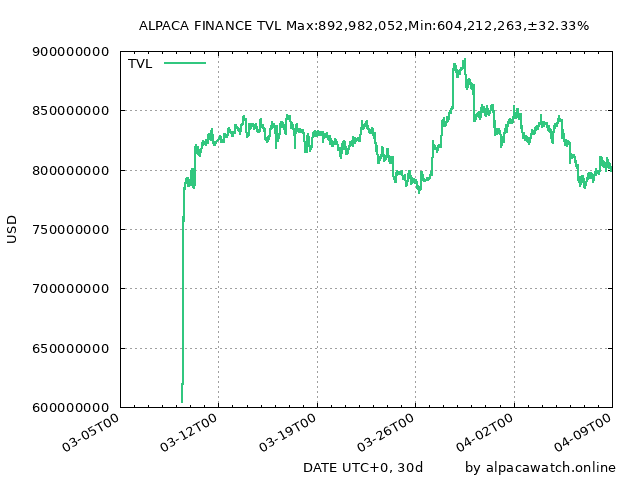 ALPACA FINANCE TVL Max:892,982,052,Min:604,212,263,±32.33%
900000000
TVL
850000000
800000000
750000000
700000000
650000000
600000000
USD
03-05T00
03-12T00
03-19T00
03-26T00
04-02T00
04-09T00
DATE UTC+0, 30d
by alpacawatch.online